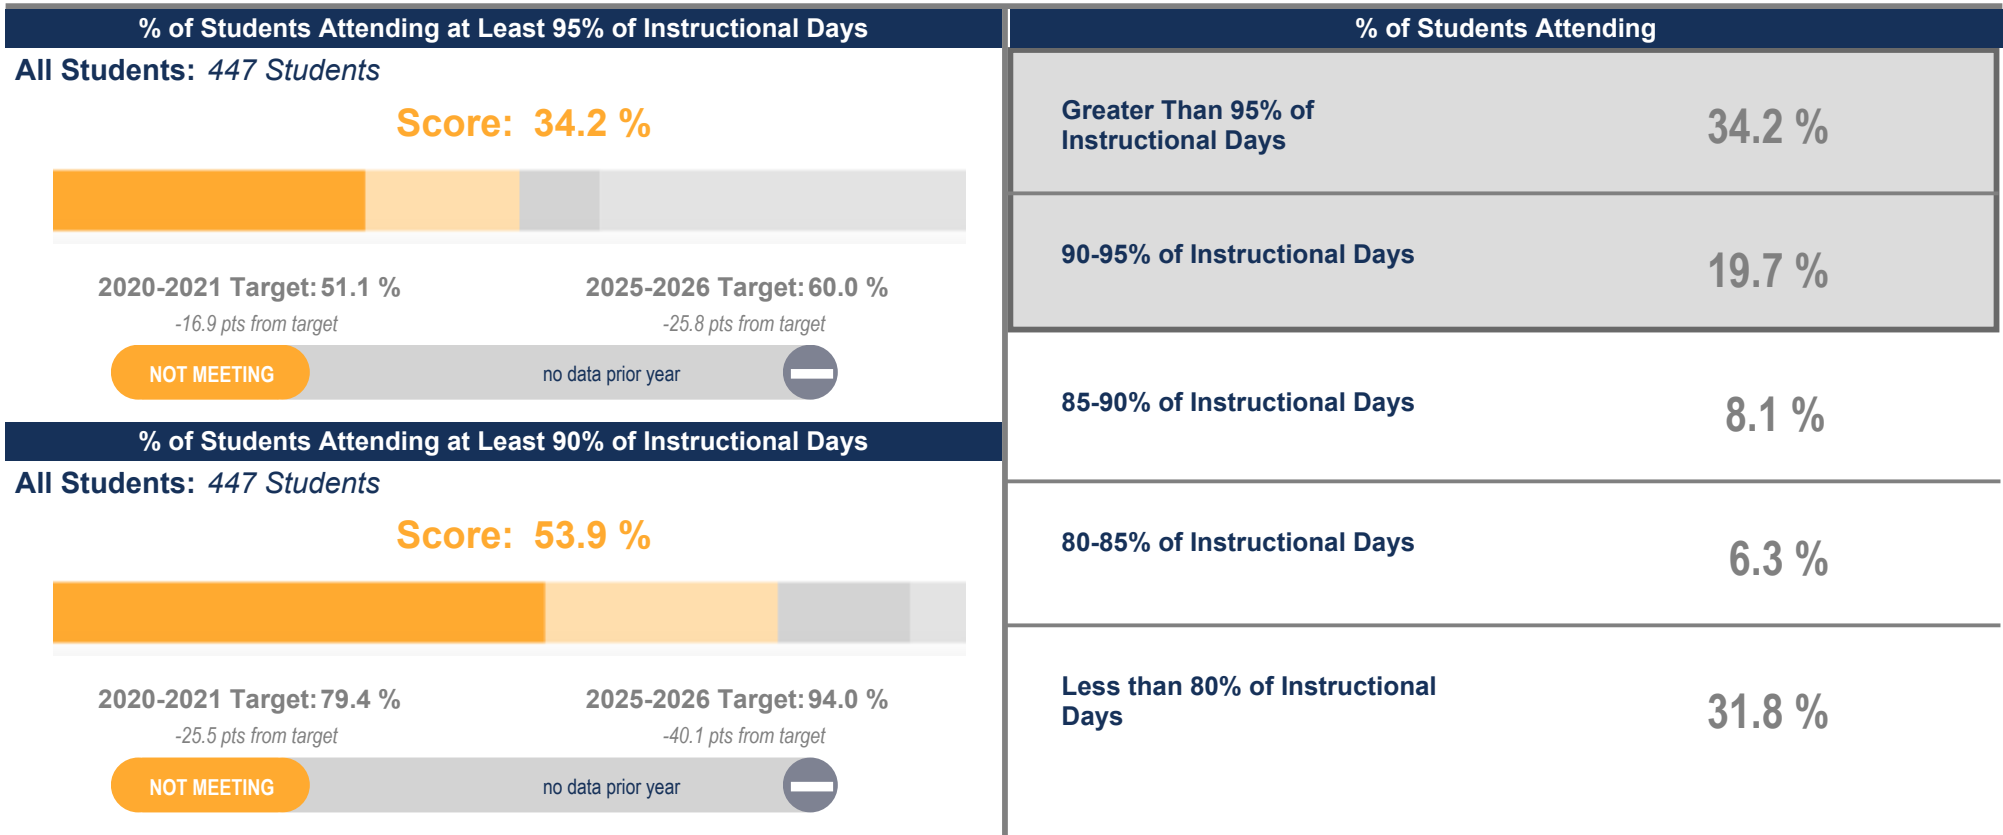 % of Students Attending at Least 95% of Instructional Days
All Students: 447 Students
Score: 34.2 %
2020-2021 Target: 51.1 %
-16.9 pts from target
2025-2026 Target: 60.0 %
-25.8 pts from target
NOT MEETING
no data prior year
% of Students Attending at Least 90% of Instructional Days
All Students: 447 Students
Score: 53.9 %
2020-2021 Target: 79.4 %
-25.5 pts from target
2025-2026 Target: 94.0 %
-40.1 pts from target
NOT MEETING
no data prior year
% of Students Attending
Greater Than 95% of
Instructional Days
34.2 %
90-95% of Instructional Days
19.7 %
85-90% of Instructional Days
8.1 %
80-85% of Instructional Days
6.3 %
Less than 80% of Instructional
Days
31.8 %